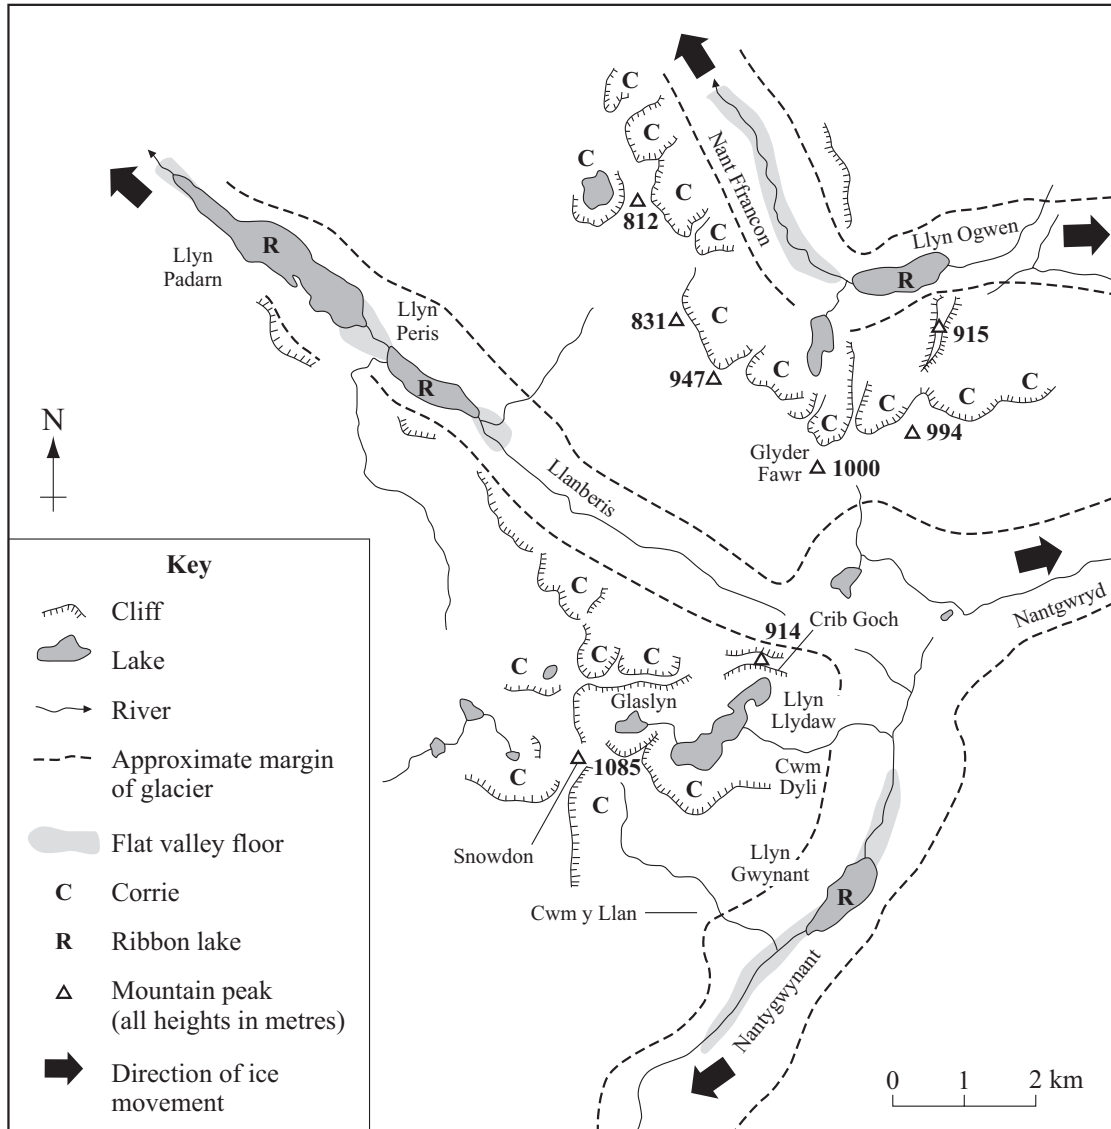 C
C
C
C
C
812
Nant Ffrancon
Llyn Ogwen
R
R
Llyn
Padarn
Llyn
Peris
R
831
C
915
947
C
C
C
C
C
994
Glyder
Fawr
1000
N
Llanberis
Nantgwryd
Crib Goch
914
C
C
C
C
Glaslyn
Llyn
Llydaw
1085
C
C
C
Cwm
Dyli
Snowdon
Llyn
Gwynant
R
Cwm y Llan
Nantygwynant
0 1 2 km
Key
Cliff
Lake
River
Approximate margin
of glacier
Flat valley floor
C Corrie
R Ribbon lake
Mountain peak
(all heights in metres)
Direction of ice
movement